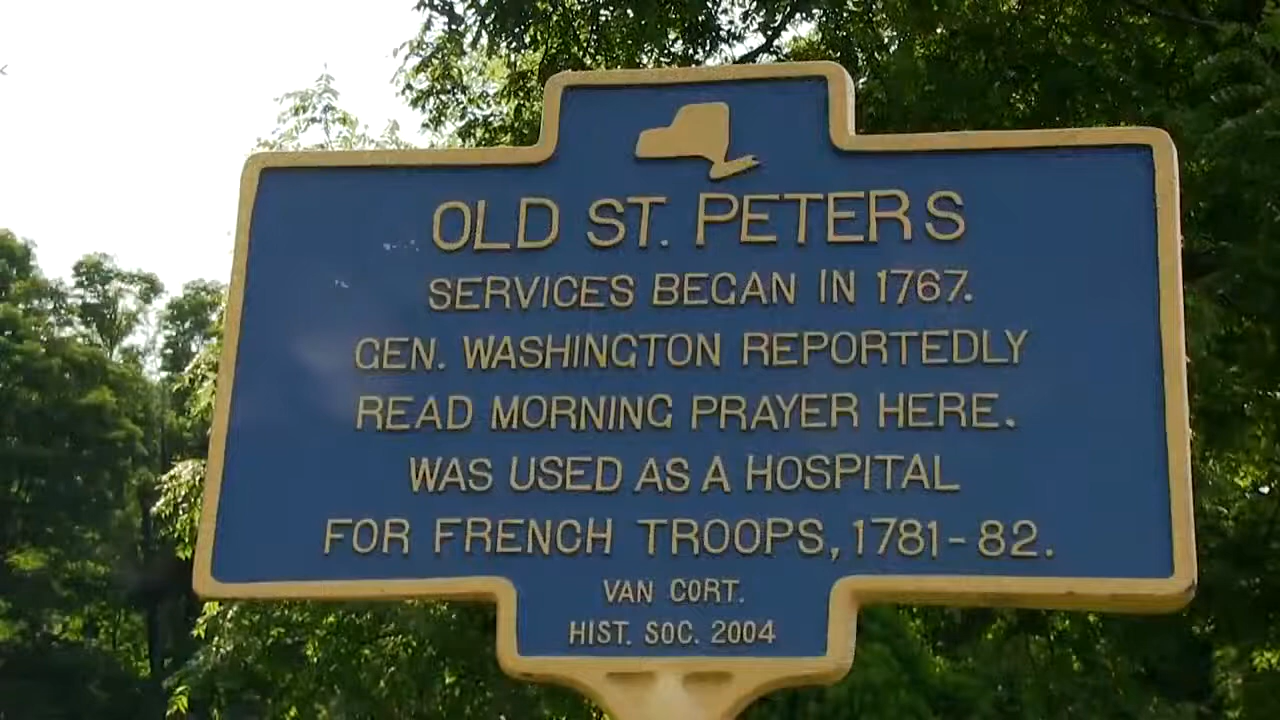 OLD ST. PETERS
SERVICES BEGAN IN 1767.
GEN. WASHINGTON REPORTEDLY
READ MORNING PRAYER HERE.
WAS USED AS A HOSPITAL
FOR FRENCH TROOPS, 1781-82.
VAN CORT.
HIST. SOC. 2004